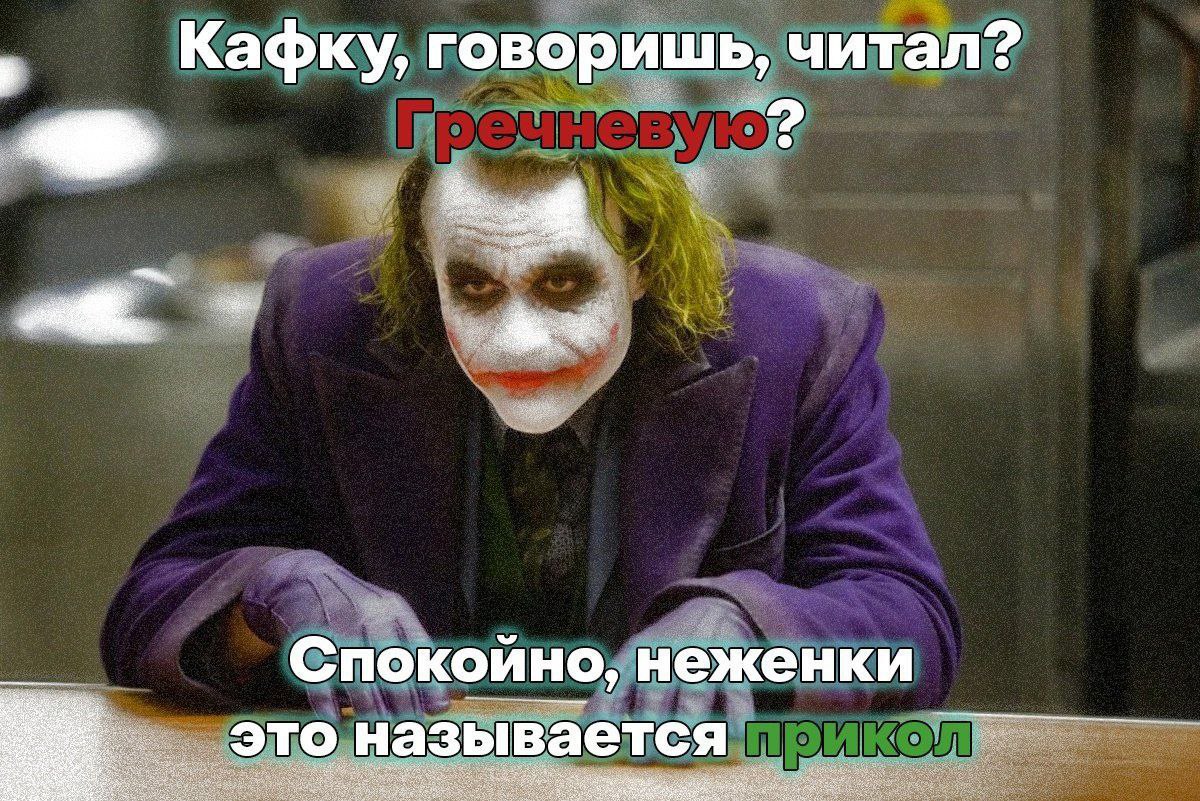 Кафку, говоришь, читал?
Гречневую?
Спокойно, неженки
это называется прикол